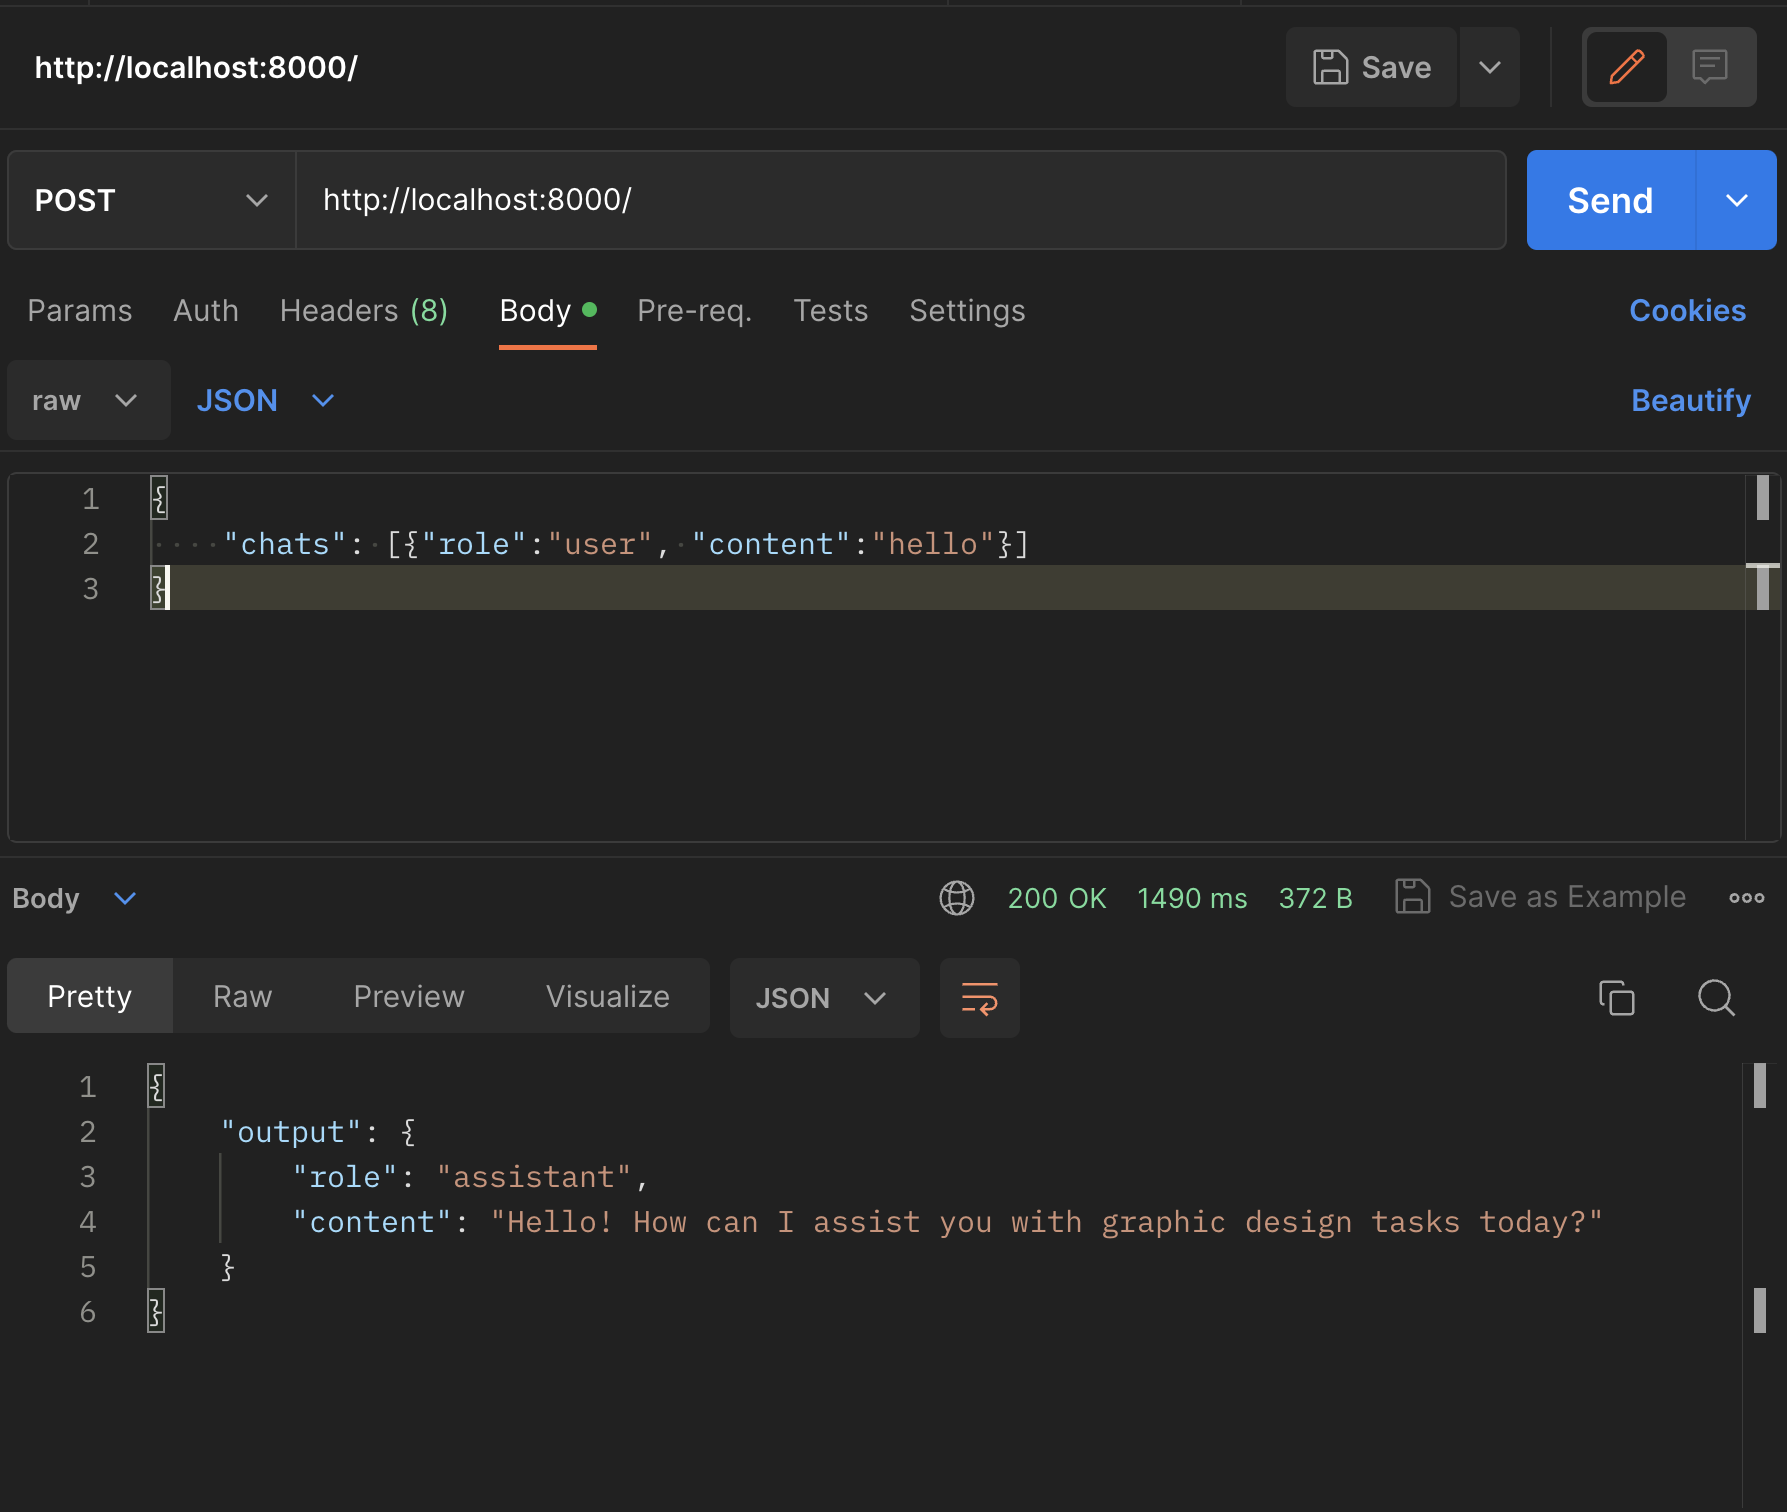 http://localhost:8000/ Save
POST http://localhost:8000/ Send
Params Auth Headers (8) Body Pre-req. Tests Settings Cookies
raw JSON Beautify
1 {
2 "chats": [{"role":"user", "content":"hello"}]
3 }
Body 200 OK 1490 ms 372 B Save as Example
Pretty Raw Preview Visualize JSON
1 {
2 "output": {
3 "role": "assistant",
4 "content": "Hello! How can I assist you with graphic design tasks today?"
5 }
6 }